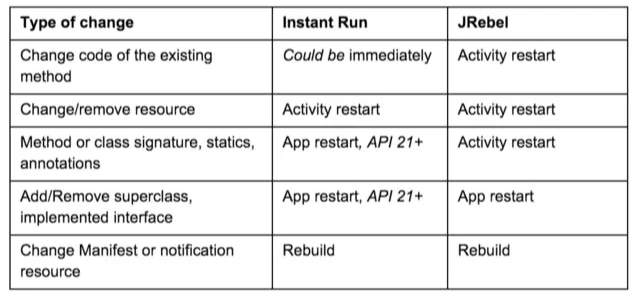 Type of change Instant Run JRebel
Change code of the existing Could be immediately Activity restart
method
Change/remove resource Activity restart Activity restart
Method or class signature, statics, App restart, API 21+ Activity restart
annotations
Add/Remove superclass, App restart, API 21+ App restart
implemented interface
Change Manifest or notification Rebuild Rebuild
resource